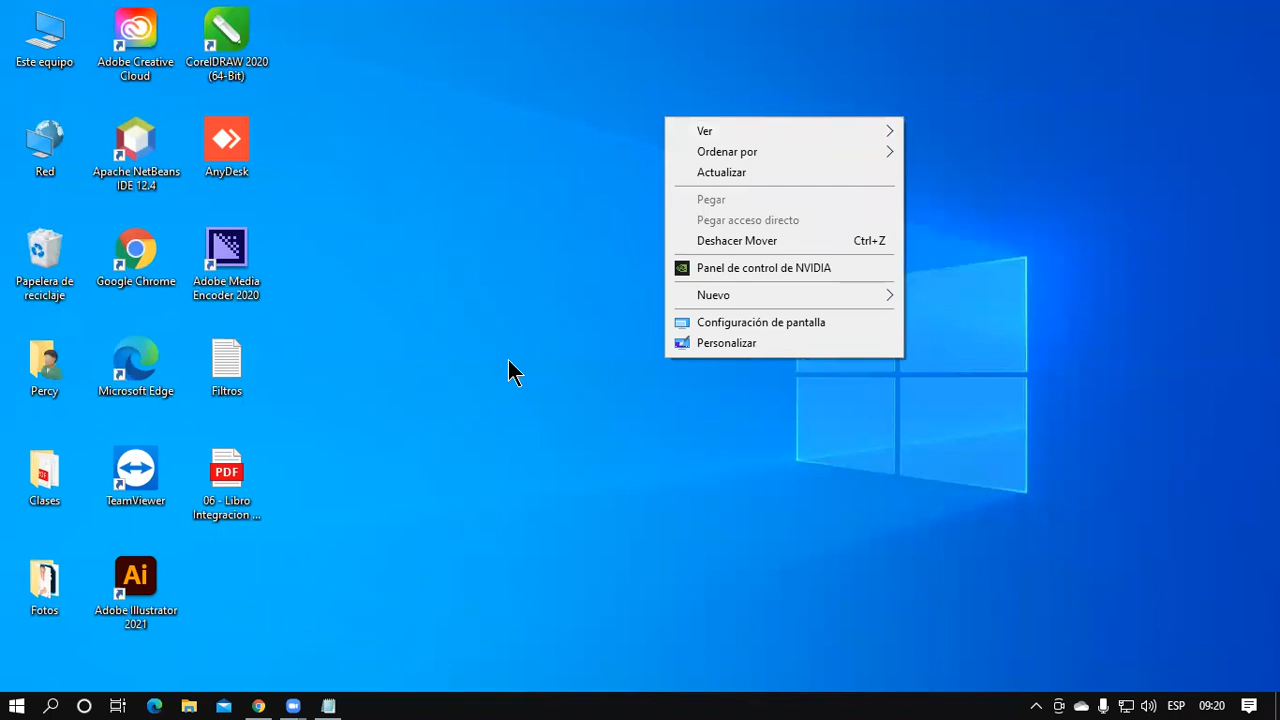 Este equipo
Adobe Creative
Cloud
CorelDRAW 2020
(64-Bit)
Red
Apache NetBeans
IDE 12.4
AnyDesk
Papelera de
reciclaje
Google Chrome
Adobe Media
Encoder 2020
Percy
Microsoft Edge
Filtros
Clases
TeamViewer
PDF
06 - Libro
Integracion ...
Fotos
Ai
Adobe Illustrator
2021
Ver
Ordenar por
Actualizar
Pegar
Pegar acceso directo
Deshacer Mover Ctrl+Z
Panel de control de NVIDIA
Nuevo
Configuración de pantalla
Personalizar
ESP 09:20